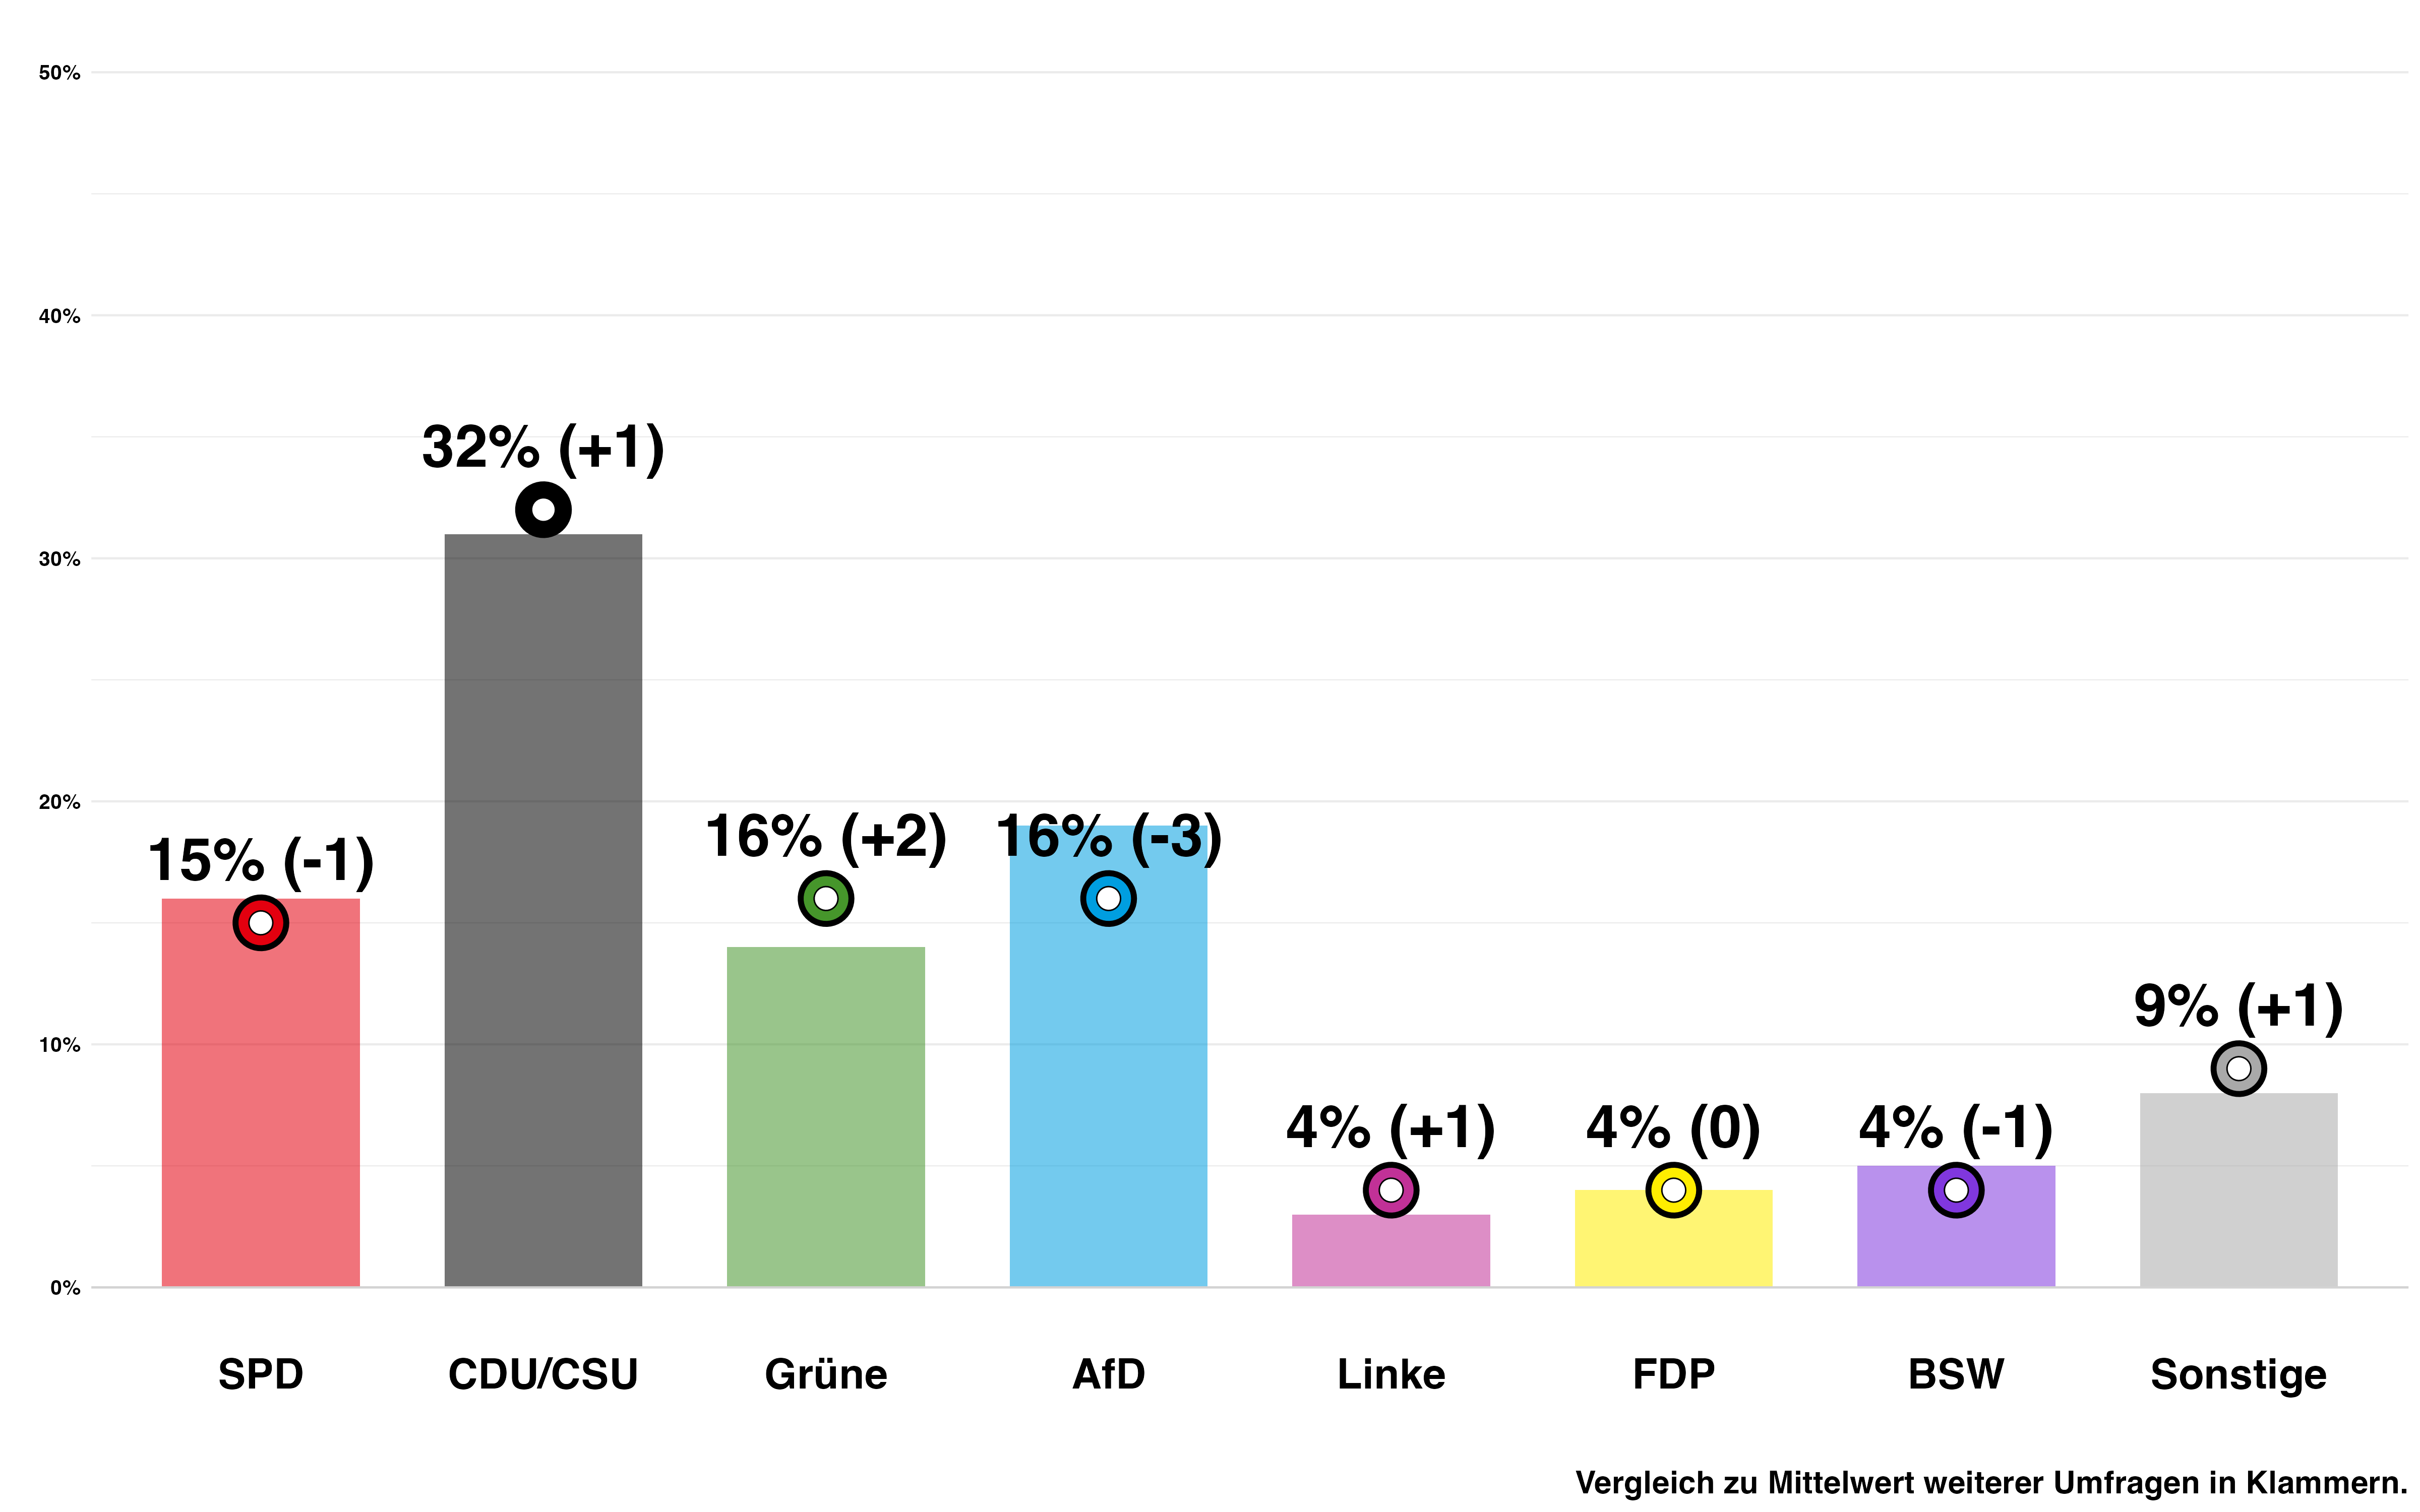 50%
40%
30%
20%
10%
0%
15% (-1)
32% (+1)
16% (+2)
16% (-3)
4% (+1)
4% (0)
4% (-1)
9% (+1)
SPD
CDU/CSU
Grüne
AfD
Linke
FDP
BSW
Sonstige
Vergleich zu Mittelwert weiterer Umfragen in Klammern.